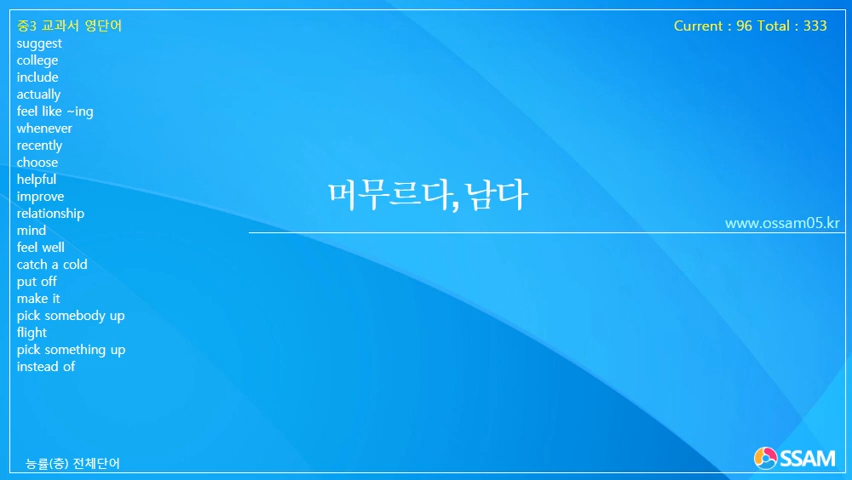 중3 교과서 영단어
Current : 96 Total : 333
suggest
college
include
actually
feel like ~ing
whenever
recently
choose
helpful
improve
relationship
mind
feel well
catch a cold
put off
make it
pick somebody up
flight
pick something up
instead of
머무르다, 남다
www.ossam05.kr
능률(중) 전체단어
OSSAM